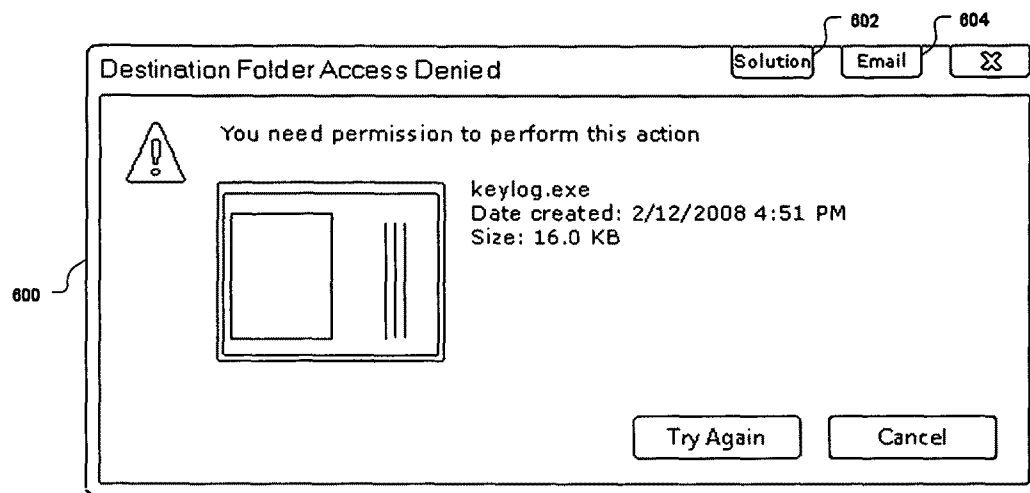 602
604
Destination Folder Access Denied
Solution
Email
You need permission to perform this action
keylog.exe
Date created: 2/12/2008 4:51 PM
Size: 16.0 KB
600
Try Again
Cancel